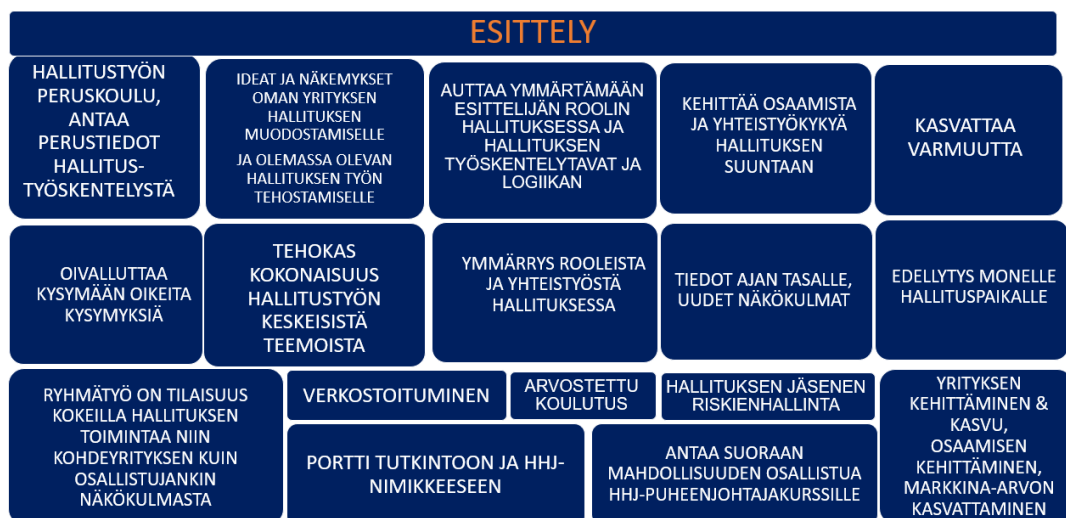 ESITTELY
HALLITUSTYÖN
PERUSKOULU,
ANTAA
PERUSTIEDOT
HALLITUS-
TYÖSKENTELYSTÄ
IDEAT JA NÄKEMYKSET
OMAN YRITYKSEN
HALLITUKSEN
MUODOSTAMISELLE
JA OLEMASSA OLEVAN
HALLITUKSEN TYÖN
TEHOSTAMISELLE
AUTTAA YMMÄRTÄMÄÄN
ESITTELIJÄN ROOLIN
HALLITUKSESSA JA
HALLITUKSEN
TYÖSKENTELYTAVAT JA
LOGIIKAN
KEHITTÄÄ OSAAMISTA
JA YHTEISTYÖKYKYÄ
HALLITUKSEN
SUUNTAAN
KASVATTAA
VARMUUTTA
OIVALLUTTAA
KYSYMÄÄN OIKEITA
KYSYMYKSIÄ
TEHOKAS
KOKONAISUUS
HALLITUSTYÖN
KESKEISISTÄ
TEEMOISTA
YMMÄRRYS ROOLEISTA
JA YHTEISTYÖSTÄ
HALLITUKSESSA
TIEDOT AJAN TASALLE,
UUDET NÄKÖKULMAT
EDELLYTYS MONELLE
HALLITUSPAIKALLE
RYHMÄTYÖ ON TILAISUUS
KOKEILLA HALLITUKSEN
TOIMINTAA NIIN
KOHDEYRITYKSEN KUIN
OSALLISTUJANKIN
NÄKÖKULMASTA
VERKOSTOITUMINEN
ARVOSTETTU
KOULUTUS
HALLITUKSEN JÄSENEN
RISKIENHALLINTA
PORTTI TUTKINTOON JA HHJ-
NIMIKKEESEEN
ANTAA SUORAAN
MAHDOLLISUUDEN OSALLISTUA
HHJ-PUHEENJOHTAJAKURSSILLE
YRITYKSEN
KEHITTÄMINEN &
KASVU,
OSAAMISEN
KEHITTÄMINEN,
MARKKINA-ARVON
KASVATTAMINEN